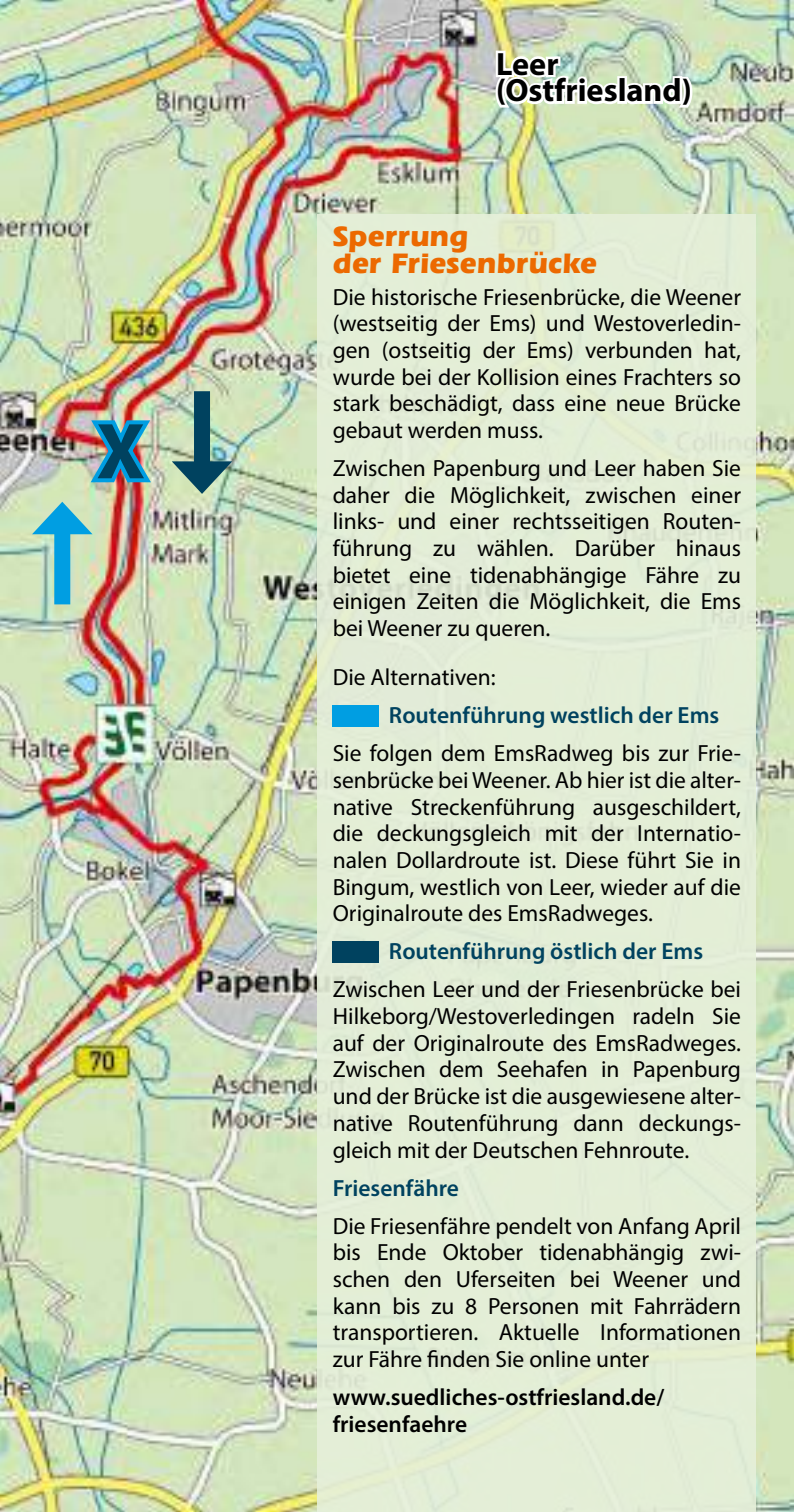 Leer
(Ostfriesland)
Bingum
Amdorf
Esklum
Driever
ermoor
70
436
Grotegas
eener
X
Mitling
Mark
Halte
Völlen
Bokel
Papenb
70
Aschendo
Moor-Sie
Sperrung
der Friesenbrücke
Die historische Friesenbrücke, die Weener
(westseitig der Ems) und Westoverledin-
gen (ostseitig der Ems) verbunden hat,
wurde bei der Kollision eines Frachters so
stark beschädigt, dass eine neue Brücke
gebaut werden muss.
Zwischen Papenburg und Leer haben Sie
daher die Möglichkeit, zwischen einer
links- und einer rechtsseitigen Routen-
führung zu wählen. Darüber hinaus
bietet eine tidenabhängige Fähre zu
einigen Zeiten die Möglichkeit, die Ems
bei Weener zu queren.
Die Alternativen:
Routenführung westlich der Ems
Sie folgen dem EmsRadweg bis zur Frie-
senbrücke bei Weener. Ab hier ist die alter-
native Streckenführung ausgeschildert,
die deckungsgleich mit der Internatio-
nalen Dollardroute ist. Diese führt Sie in
Bingum, westlich von Leer, wieder auf die
Originalroute des EmsRadweges.
Routenführung östlich der Ems
Zwischen Leer und der Friesenbrücke bei
Hilkeborg/Westoverledingen radeln Sie
auf der Originalroute des EmsRadweges.
Zwischen dem Seehafen in Papenburg
und der Brücke ist die ausgewiesene alter-
native Routenführung dann deckungs-
gleich mit der Deutschen Fehnroute.
Friesenfähre
Die Friesenfähre pendelt von Anfang April
bis Ende Oktober tidenabhängig zwi-
schen den Uferseiten bei Weener und
kann bis zu 8 Personen mit Fahrrädern
transportieren. Aktuelle Informationen
zur Fähre finden Sie online unter
www.suedliches-ostfriesland.de/
friesenfaehre